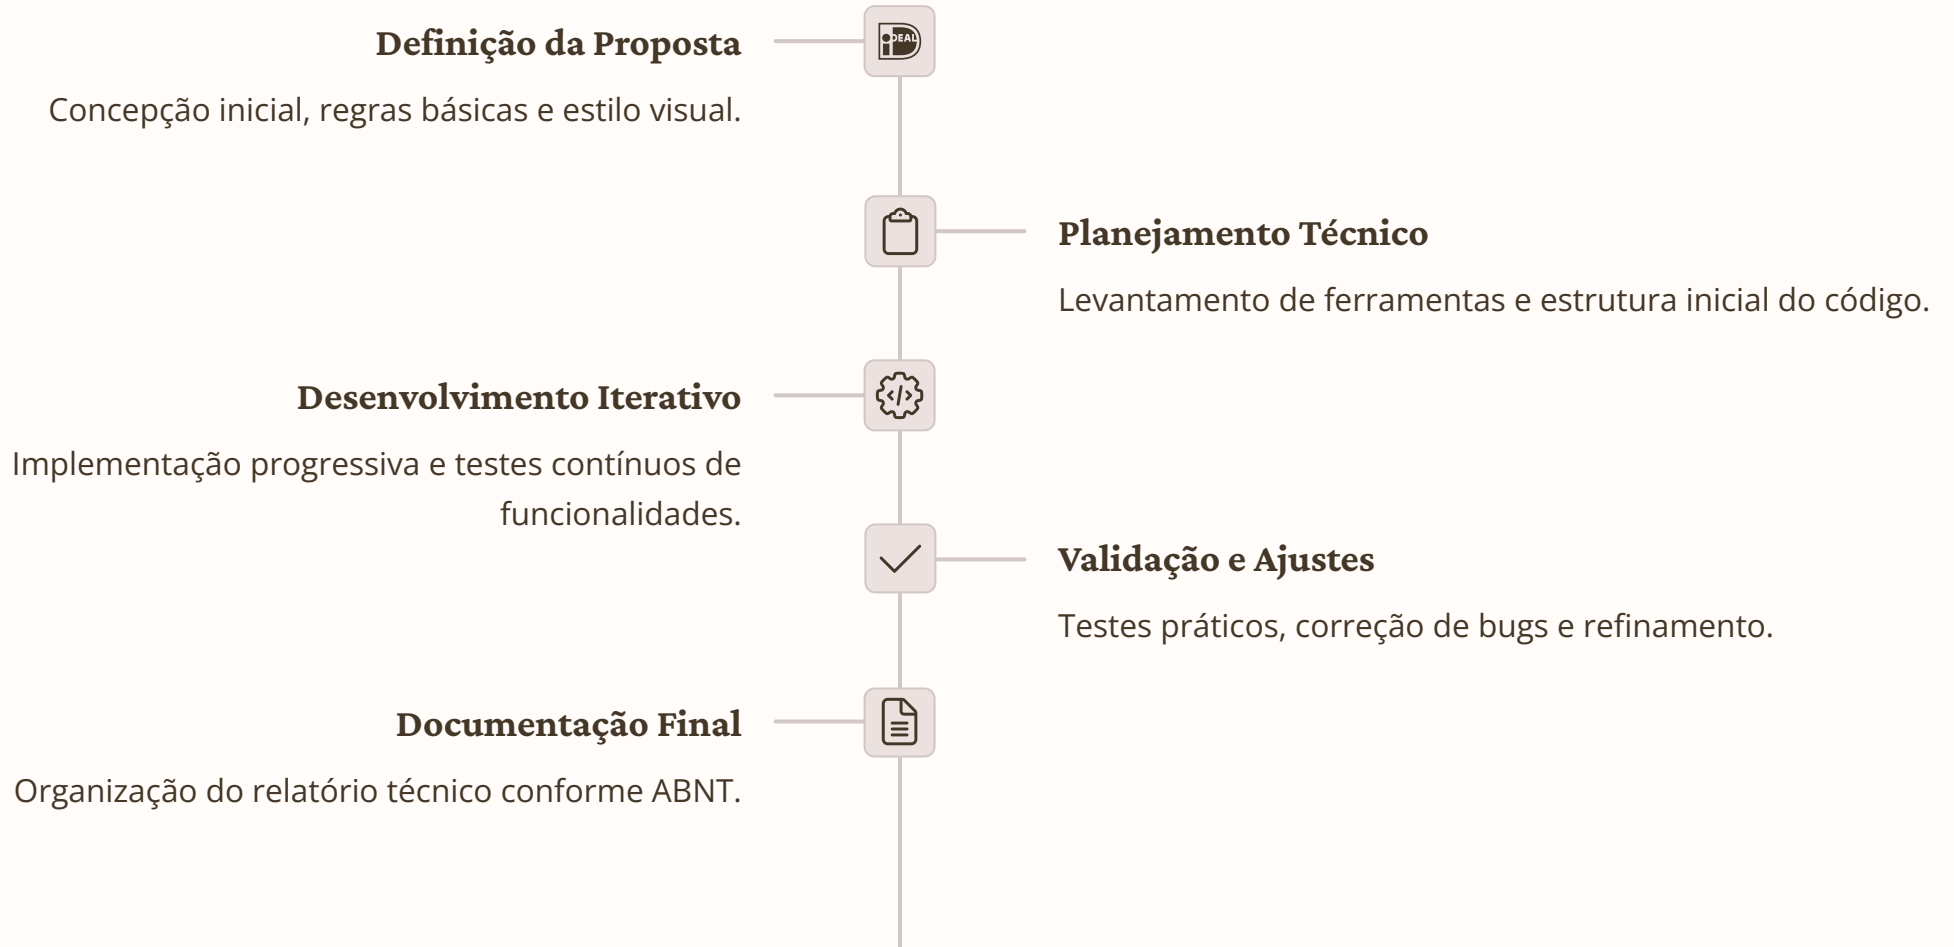 iDEAL
Definição da Proposta
Concepção inicial, regras básicas e estilo visual.
Planejamento Técnico
Levantamento de ferramentas e estrutura inicial do código.
Desenvolvimento Iterativo
Implementação progressiva e testes contínuos de
funcionalidades.
Validação e Ajustes
Testes práticos, correção de bugs e refinamento.
Documentação Final
Organização do relatório técnico conforme ABNT.